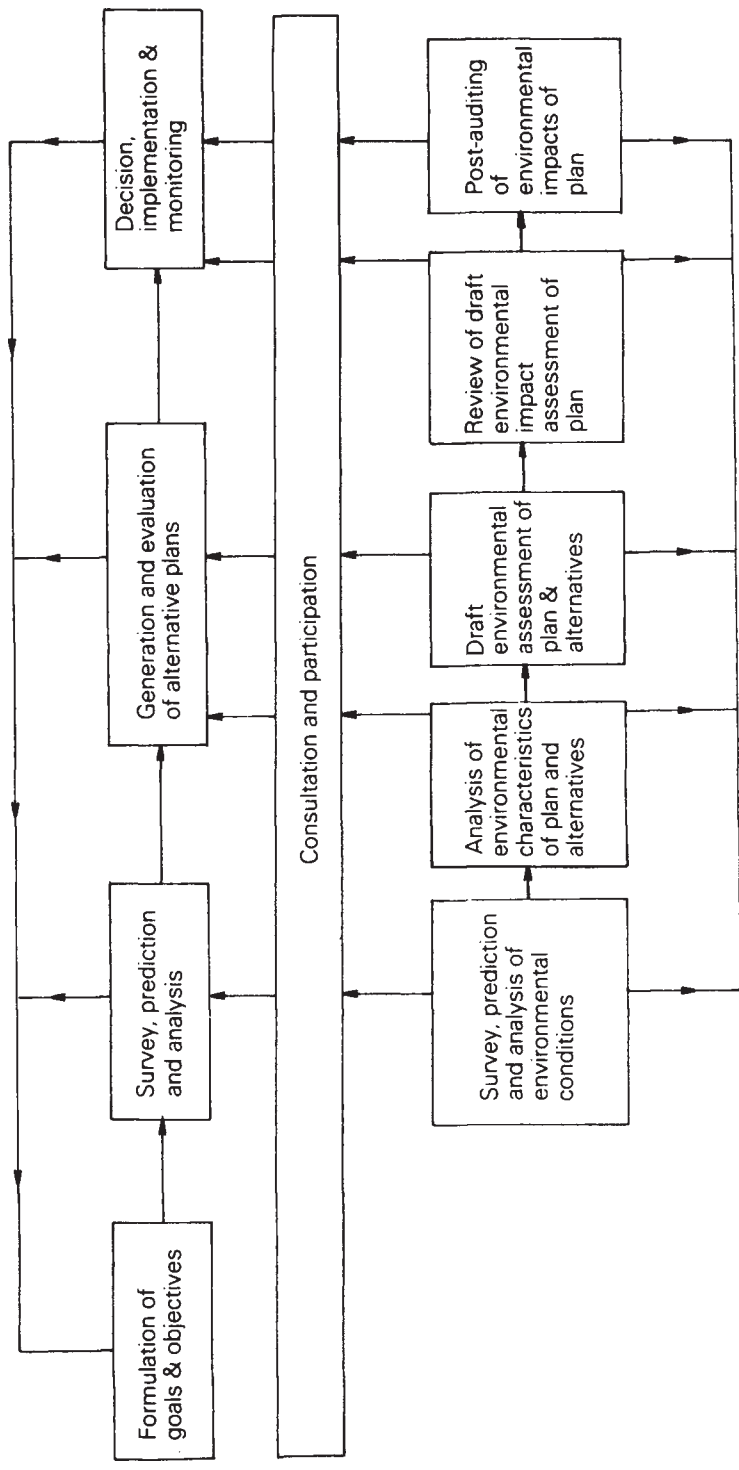 Formulation of
goals & objectives
Survey, prediction
and analysis
Generation and evaluation
of alternative plans
Decision,
implementation &
monitoring
Consultation and participation
Survey, prediction
and analysis of
environmental
conditions
Analysis of
environmental
characteristics
of plan and
alternatives
Draft
environmental
assessment of
plan &
alternatives
Review of draft
environmental
impact
assessment of
plan
Post-auditing
of
environmental
impacts of
plan